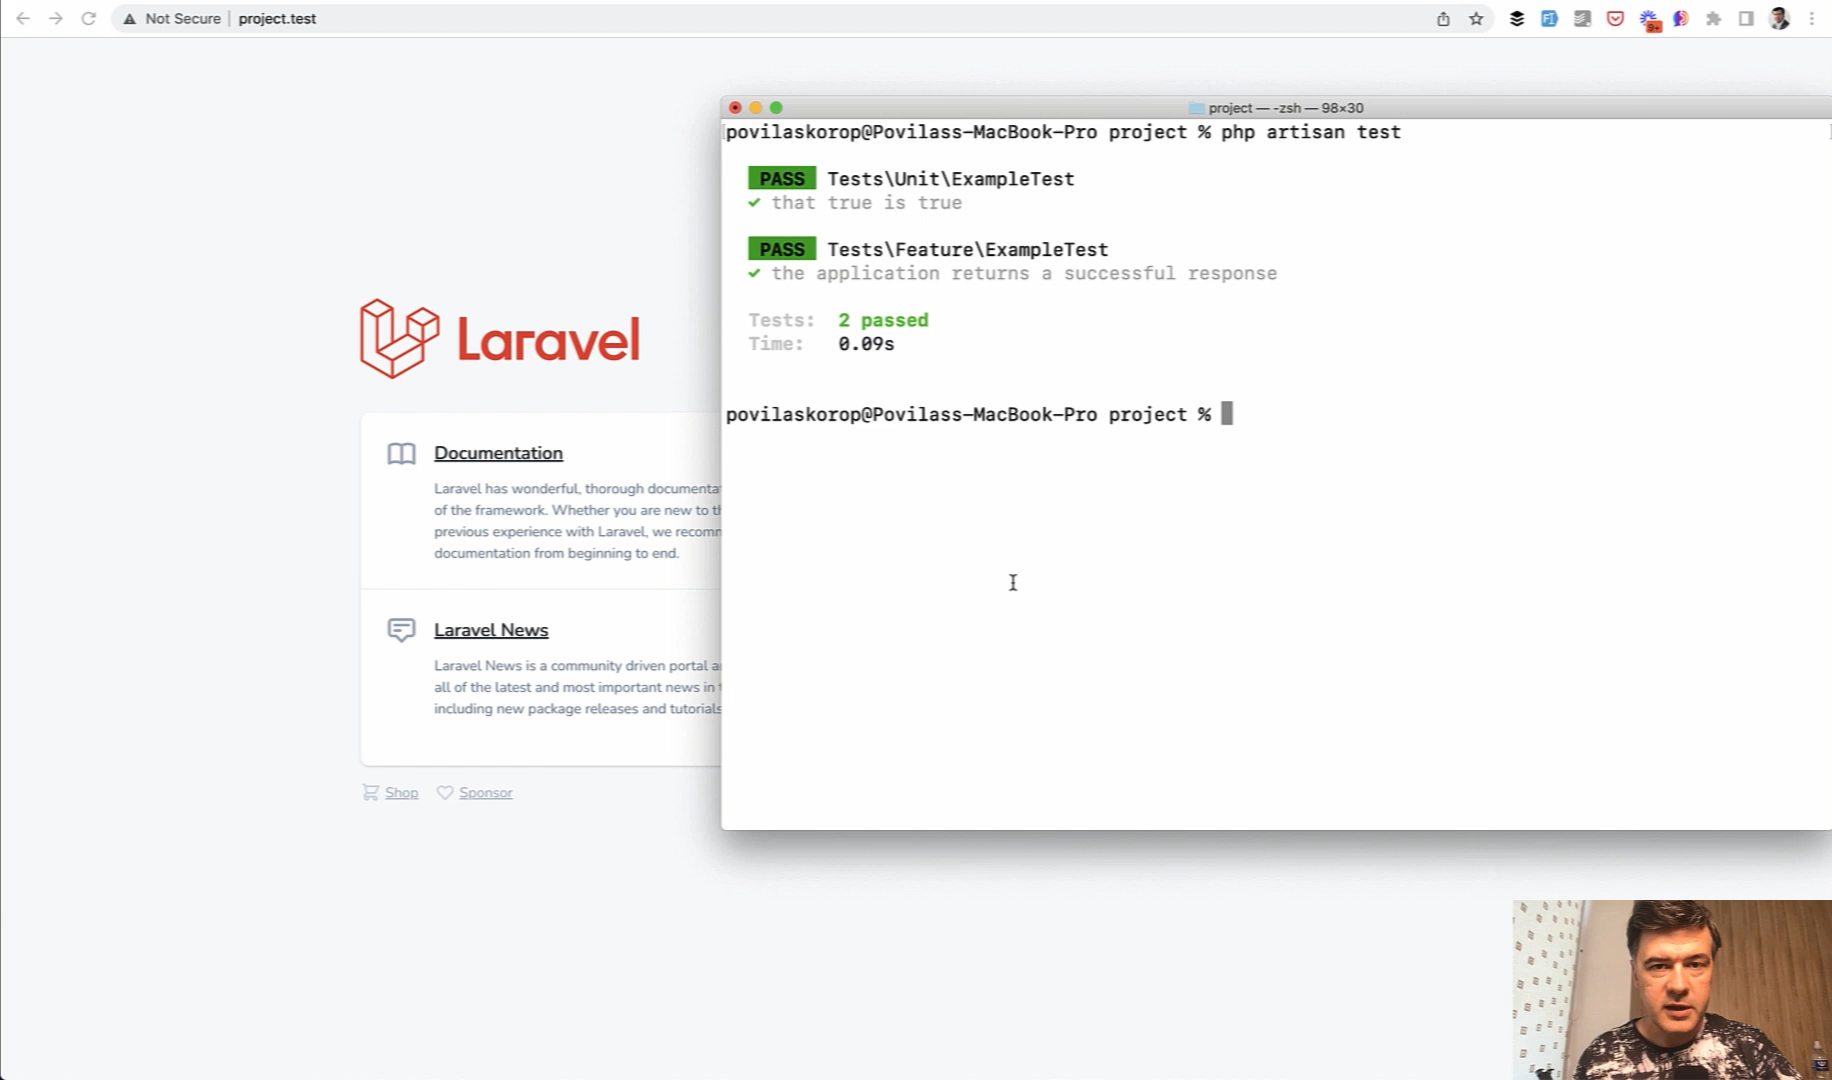 Not Secure | project.test
9+
project — -zsh — 98×30
povilaskorop@Povilass-MacBook-Pro project % php artisan test
PASS Tests\Unit\ExampleTest
✓ that true is true
PASS Tests\Feature\ExampleTest
✓ the application returns a successful response
Tests: 2 passed
Time: 0.09s
povilaskorop@Povilass-MacBook-Pro project %
Laravel
Documentation
Laravel has wonderful, thorough documenta
of the framework. Whether you are new to th
previous experience with Laravel, we recomm
documentation from beginning to end.
Laravel News
Laravel News is a community driven portal a
all of the latest and most important news in t
including new package releases and tutorials
Shop
Sponsor